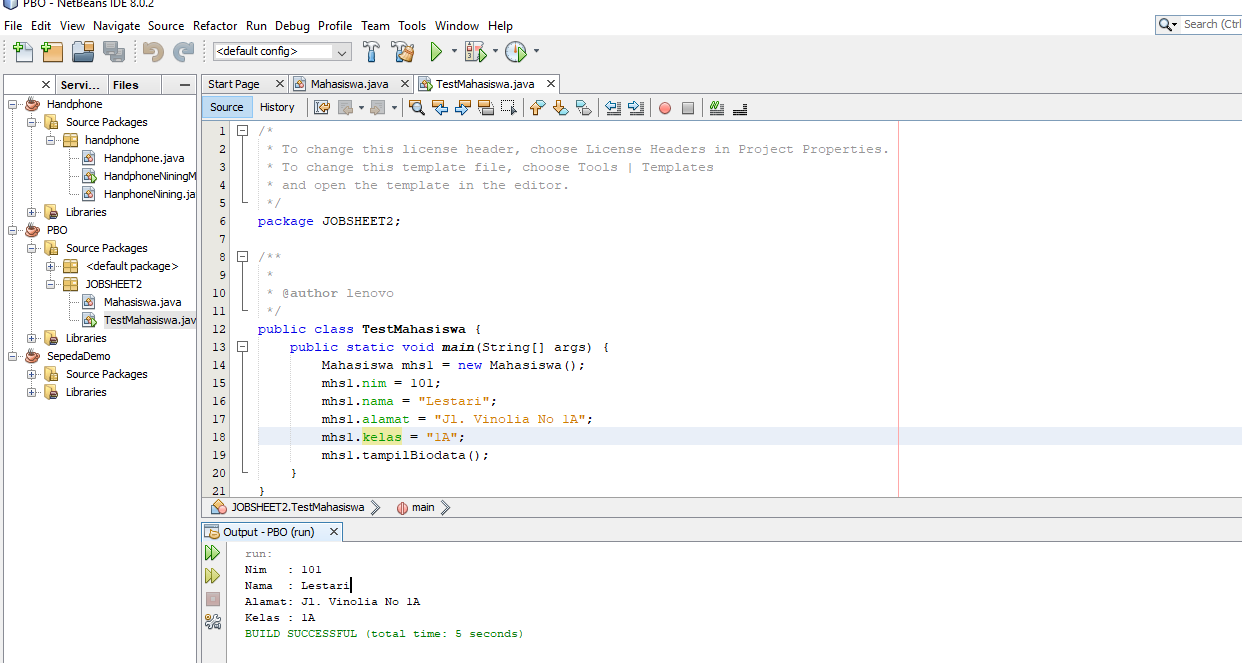 PBO - NetBeans IDE 8.0.2
File Edit View Navigate Source Refactor Run Debug Profile Team Tools Window Help
Search (Ctrl
<default config>
Servi... Files
Start Page Mahasiswa.java TestMahasiswa.java
Source History
Handphone
Source Packages
handphone
Handphone.java
HandphoneNiningM
HanphoneNining.ja
Libraries
PBO
Source Packages
<default package>
JOBSHEET2
Mahasiswa.java
TestMahasiswa.jav
Libraries
SepedaDemo
Source Packages
Libraries
1 /*
2 * To change this license header, choose License Headers in Project Properties.
3 * To change this template file, choose Tools | Templates
4 * and open the template in the editor.
5 */
6 package JOBSHEET2;
7
8 /**
9 *
10 * @author lenovo
11 */
12 public class TestMahasiswa {
13 public static void main(String[] args) {
14 Mahasiswa mhs1 = new Mahasiswa();
15 mhs1.nim = 101;
16 mhs1.nama = "Lestari";
17 mhs1.alamat = "Jl. Vinolia No 1A";
18 mhs1.kelas = "1A";
19 mhs1.tampilBiodata();
20 }
21 }
JOBSHEET2.TestMahasiswa main
Output - PBO (run)
run:
Nim : 101
Nama : Lestari
Alamat: Jl. Vinolia No 1A
Kelas : 1A
BUILD SUCCESSFUL (total time: 5 seconds)